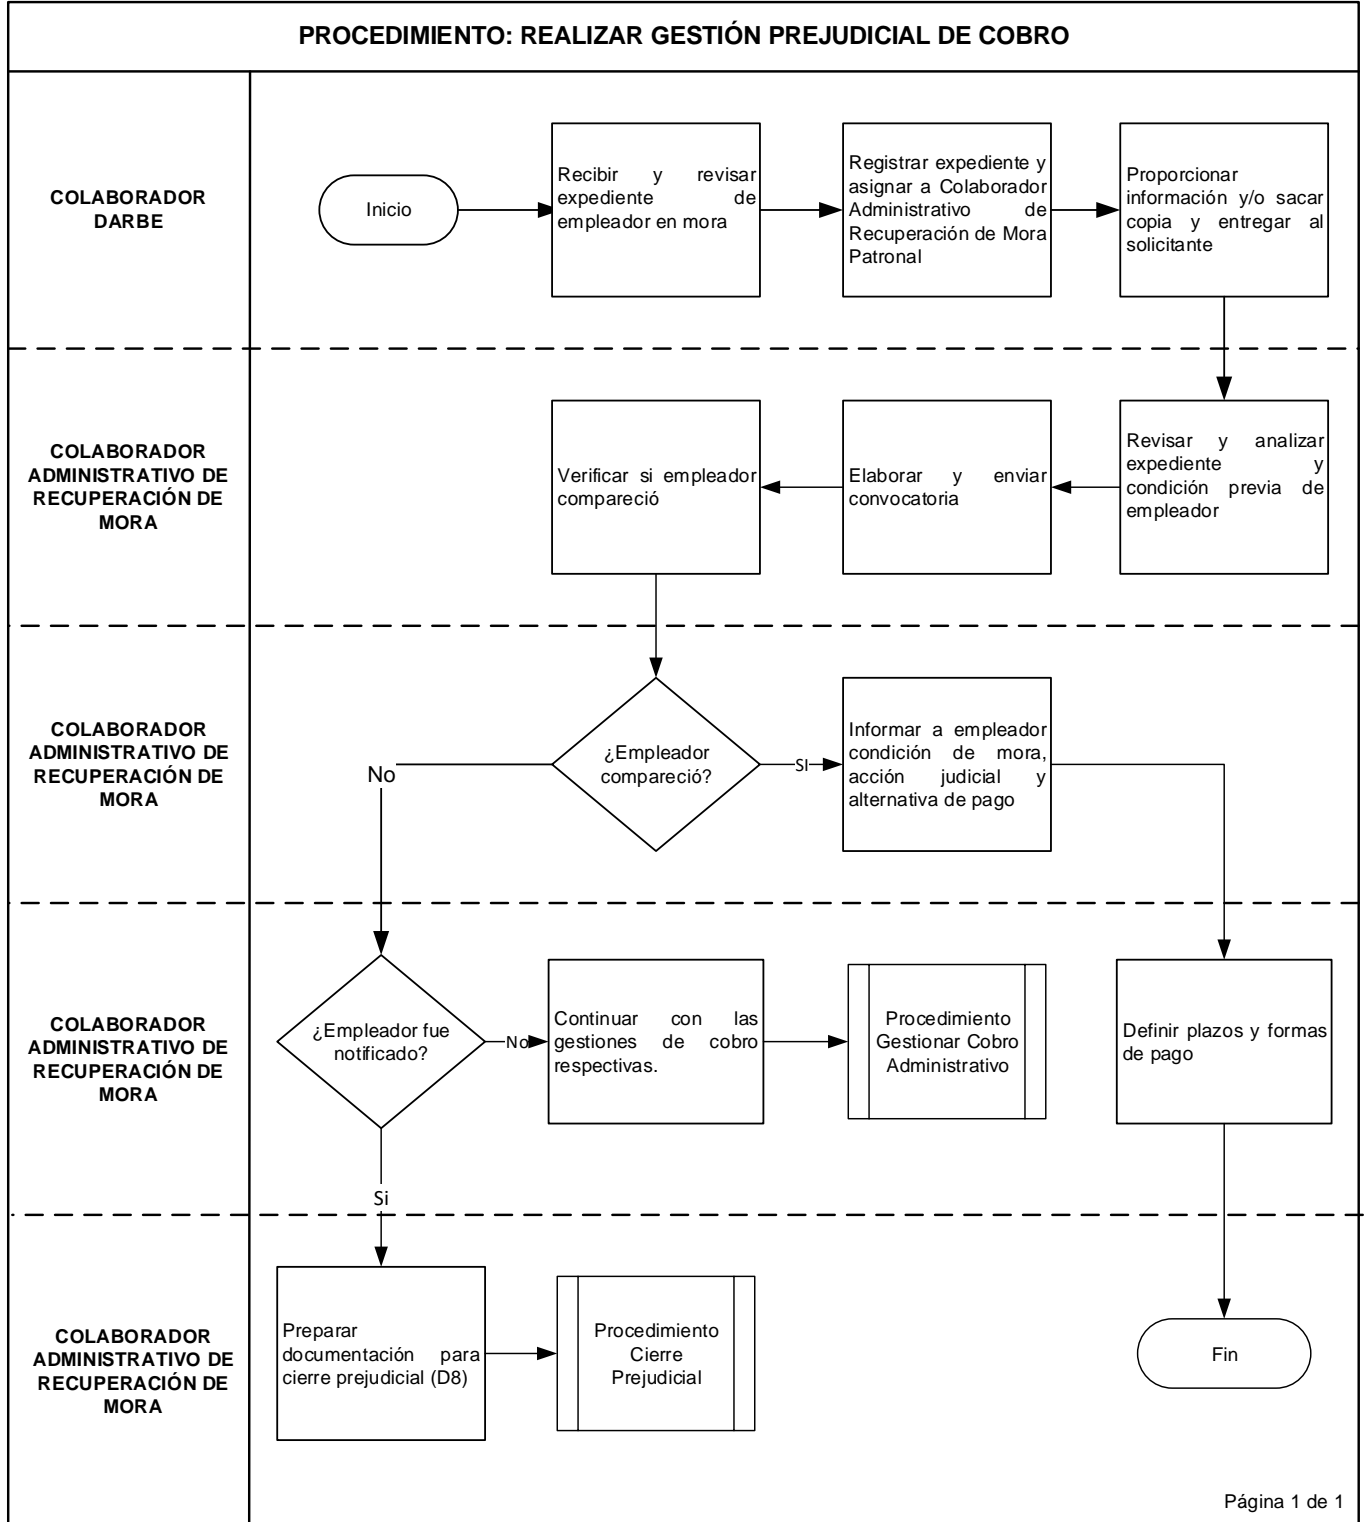 PROCEDIMIENTO: REALIZAR GESTIÓN PREJUDICIAL DE COBRO
COLABORADOR
DARBE
Inicio
Recibir y revisar
expediente de
empleador en mora
Registrar expediente y
asignar a Colaborador
Administrativo de
Recuperación de Mora
Patronal
Proporcionar
información y/o sacar
copia y entregar al
solicitante
COLABORADOR
ADMINISTRATIVO DE
RECUPERACIÓN DE
MORA
Verificar si empleador
compareció
Elaborar y enviar
convocatoria
Revisar y analizar
expediente y
condición previa de
empleador
COLABORADOR
ADMINISTRATIVO DE
RECUPERACIÓN DE
MORA
No
¿Empleador
compareció?
SI
Informar a empleador
condición de mora,
acción judicial y
alternativa de pago
COLABORADOR
ADMINISTRATIVO DE
RECUPERACIÓN DE
MORA
¿Empleador fue
notificado?
No
Continuar con las
gestiones de cobro
respectivas.
Procedimiento
Gestionar Cobro
Administrativo
Definir plazos y formas
de pago
Si
COLABORADOR
ADMINISTRATIVO DE
RECUPERACIÓN DE
MORA
Preparar
documentación para
cierre prejudicial (D8)
Procedimiento
Cierre
Prejudicial
Fin
Página 1 de 1